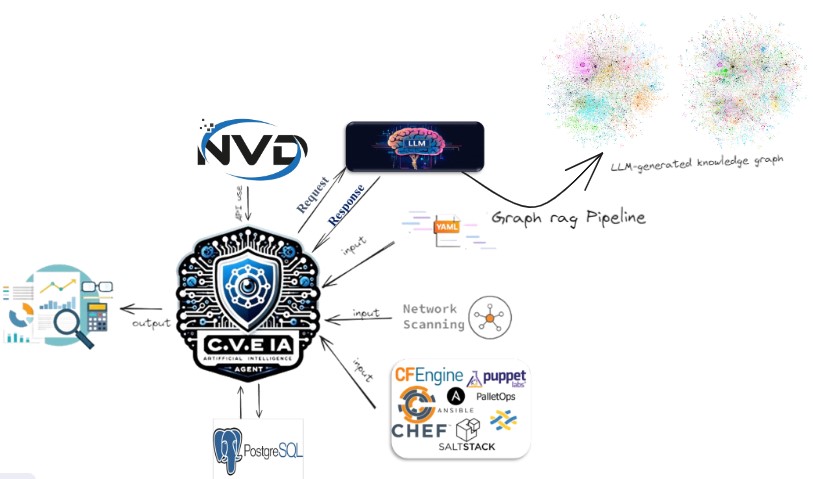 NVD
LLM
LLM-generated knowledge graph
Request
Response
API use
YAML
Graph rag Pipeline
input
input
Network
Scanning
input
output
C.V.E IA
ARTIFFICIAL INTELLIGENCE
AGENT
CFEngine
puppet
labs
ANSIBLE
PalletOps
CHEF
SALTSTACK
PostgreSQL